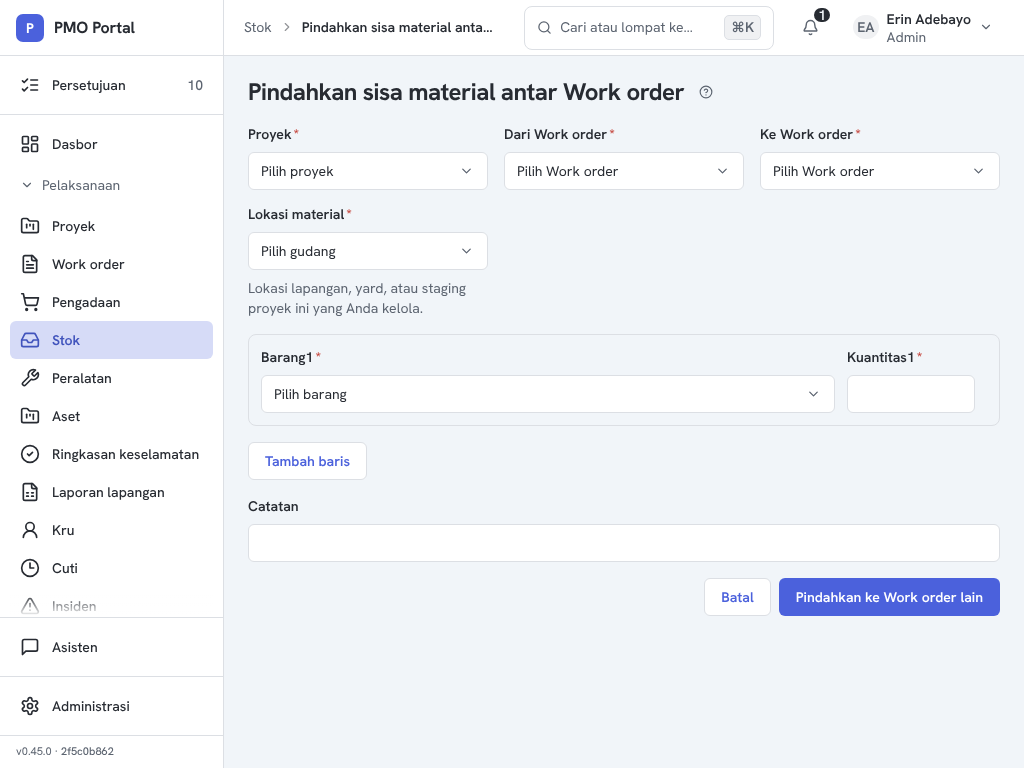 P PMO Portal
Stok > Pindahkan sisa material anta...
Cari atau lompat ke...
⌘K
1
EA
Erin Adebayo
Admin
Persetujuan 10
Dasbor
Pelaksanaan
Proyek
Work order
Pengadaan
Stok
Peralatan
Aset
Ringkasan keselamatan
Laporan lapangan
Kru
Cuti
Insiden
Asisten
Administrasi
v0.45.0 · 2f5c0b862
Pindahkan sisa material antar Work order
Proyek* Dari Work order* Ke Work order*
Pilih proyek Pilih Work order Pilih Work order
Lokasi material*
Pilih gudang
Lokasi lapangan, yard, atau staging
proyek ini yang Anda kelola.
Barang1* Kuantitas1*
Pilih barang
Tambah baris
Catatan
Batal Pindahkan ke Work order lain